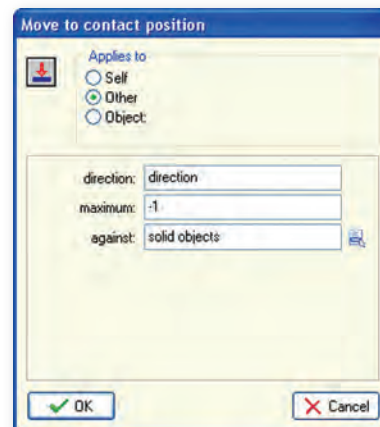 Move to contact position
Applies to
Self
Other
Object:
direction: direction
maximum: -1
against: solid objects
OK
Cancel